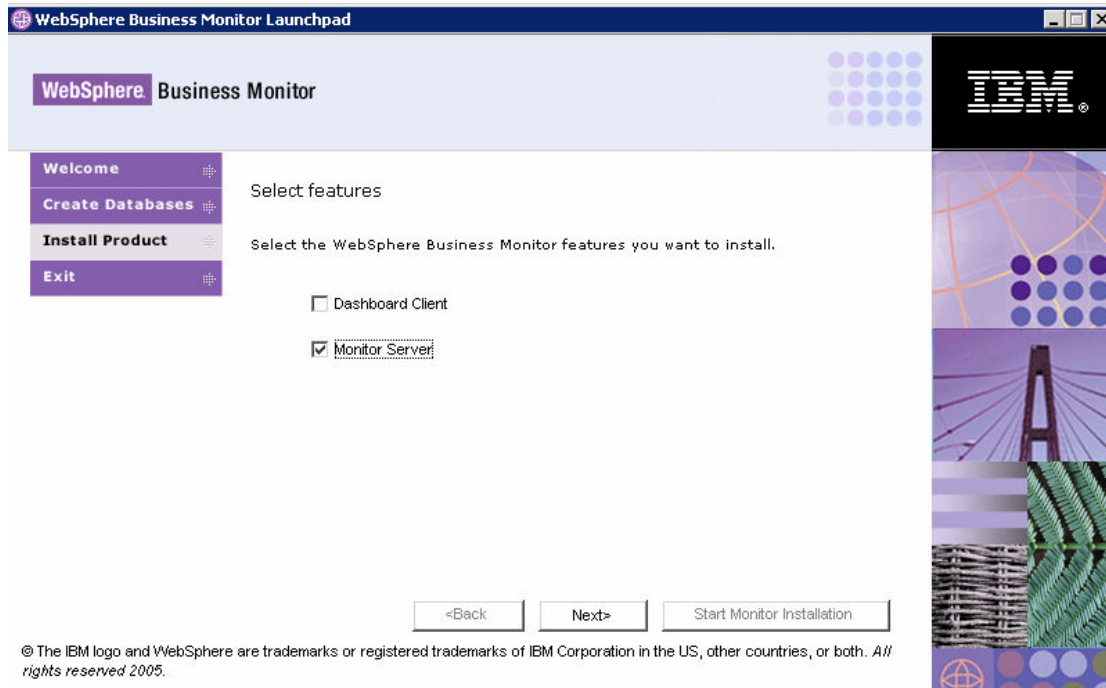 WebSphere Business Monitor Launchpad
WebSphere. Business Monitor
IBM®
Welcome
Create Databases
Install Product
Exit
Select features
Select the WebSphere Business Monitor features you want to install.
Dashboard Client
Monitor Server
<Back
Next>
Start Monitor Installation
© The IBM logo and WebSphere are trademarks or registered trademarks of IBM Corporation in the US, other countries, or both. All
rights reserved 2005.